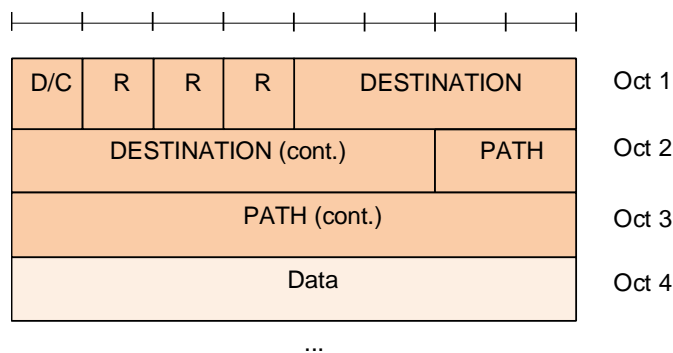 D/C R R R DESTINATION Oct 1
DESTINATION (cont.) PATH Oct 2
PATH (cont.) Oct 3
Data Oct 4
...